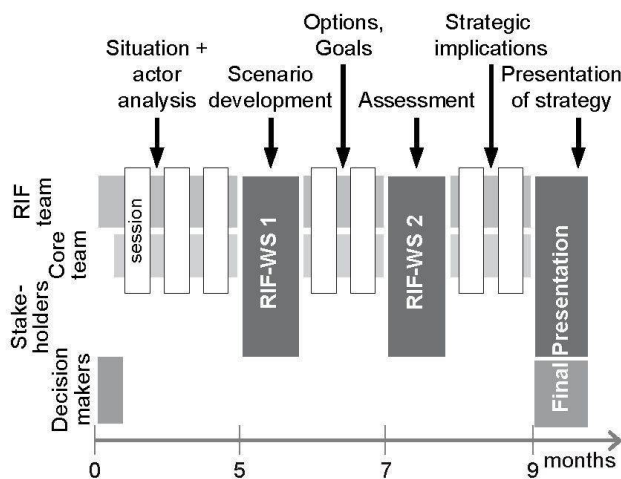 Options,
Goals
Strategic
implications
Situation +
actor
analysis
Scenario
development
Assessment
Presentation
of strategy
RIF
team
Core
team
Stake-
holders
Decision
makers
session
RIF-WS 1
RIF-WS 2
Final Presentation
0
5
7
9
months